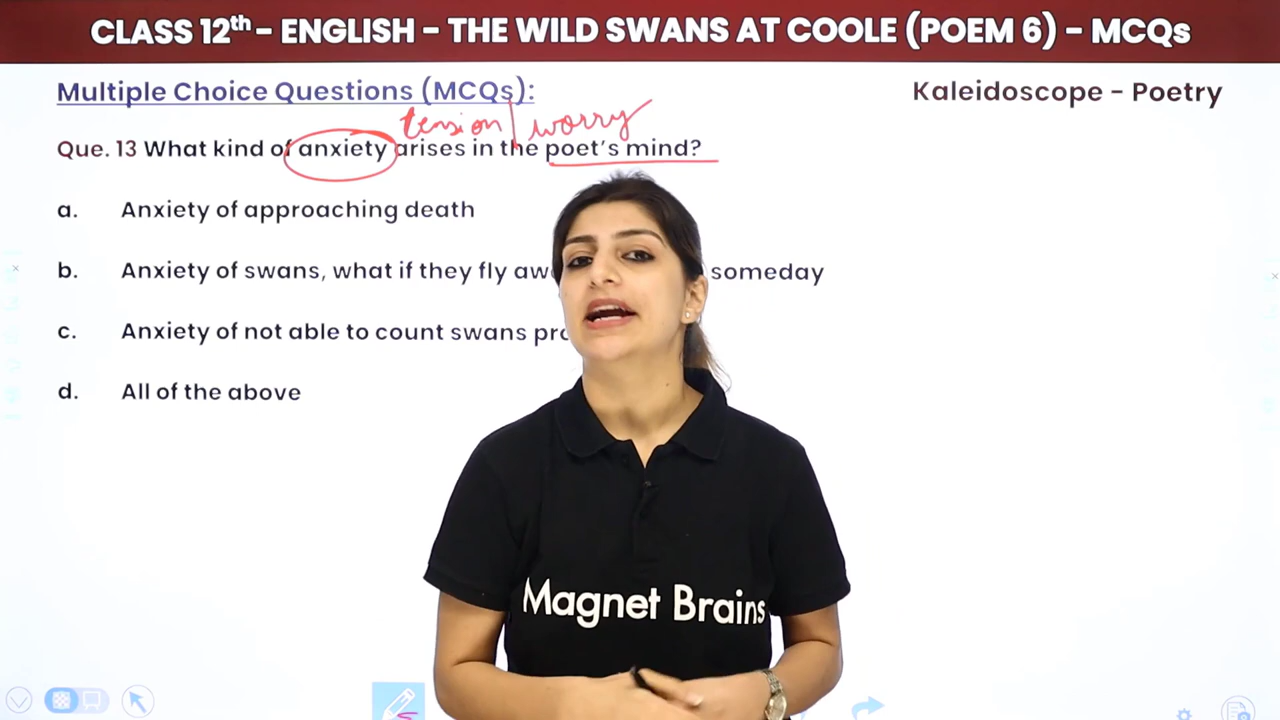 CLASS 12th – ENGLISH – THE WILD SWANS AT COOLE (POEM 6) – MCQs
Multiple Choice Questions (MCQs):
Kaleidoscope – Poetry
tension / worry
Que. 13 What kind of anxiety arises in the poet's mind?
a. Anxiety of approaching death
b. Anxiety of swans, what if they fly someday
c. Anxiety of not able to count swans
d. All of the above
Magnet Brains